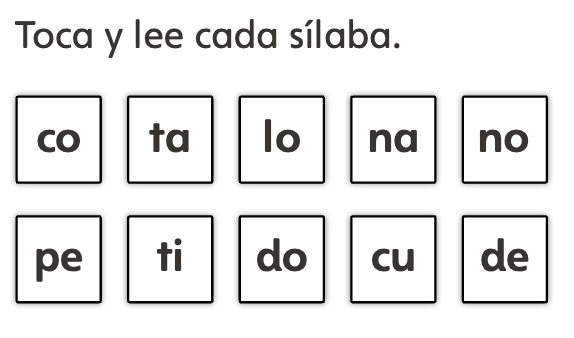 Toca y lee cada sílaba.
co ta lo na no
pe ti do cu de